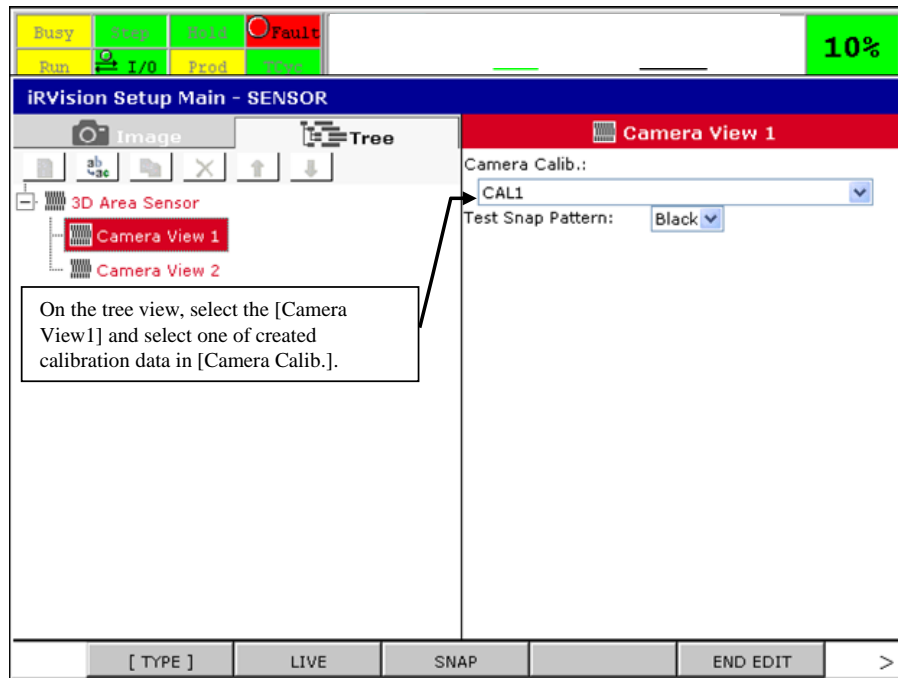 Busy Step Hold Fault
Run I/O Prod TCyc
10%
iRVision Setup Main - SENSOR
Image Tree
ab
ac
3D Area Sensor
Camera View 1
Camera View 2
On the tree view, select the [Camera
View1] and select one of created
calibration data in [Camera Calib.].
Camera View 1
Camera Calib.:
CAL1
Test Snap Pattern: Black
[ TYPE ] LIVE SNAP END EDIT >